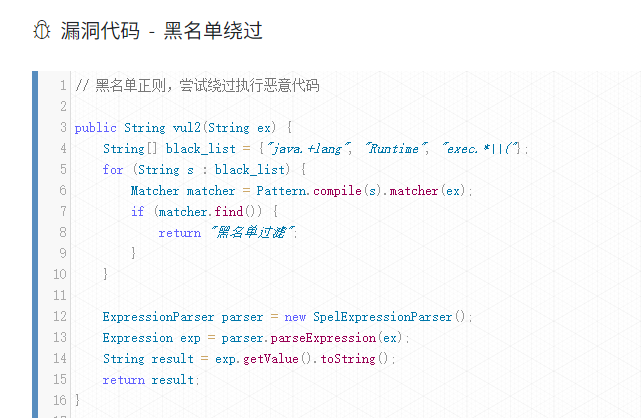 漏洞代码 - 黑名单绕过
1 // 黑名单正则，尝试绕过执行恶意代码
2
3 public String vul2(String ex) {
4 String[] black_list = {"java.+lang", "Runtime", "exec.*||("};
5 for (String s : black_list) {
6 Matcher matcher = Pattern.compile(s).matcher(ex);
7 if (matcher.find()) {
8 return "黑名单过滤";
9 }
10 }
11
12 ExpressionParser parser = new SpelExpressionParser();
13 Expression exp = parser.parseExpression(ex);
14 String result = exp.getValue().toString();
15 return result;
16 }